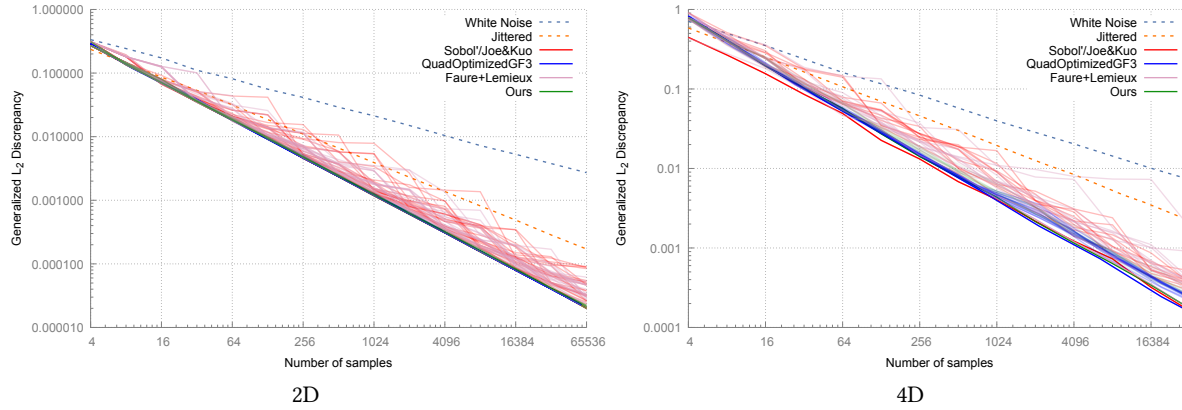 Generalized L₂ Discrepancy
1.000000
0.100000
0.010000
0.001000
0.000100
0.000010
White Noise
Jittered
Sobol'/Joe&Kuo
QuadOptimizedGF3
Faure+Lemieux
Ours
4 16 64 256 1024 4096 16384 65536
Number of samples
2D
Generalized L₂ Discrepancy
1
0.1
0.01
0.001
0.0001
White Noise
Jittered
Sobol'/Joe&Kuo
QuadOptimizedGF3
Faure+Lemieux
Ours
4 16 64 256 1024 4096 16384
Number of samples
4D